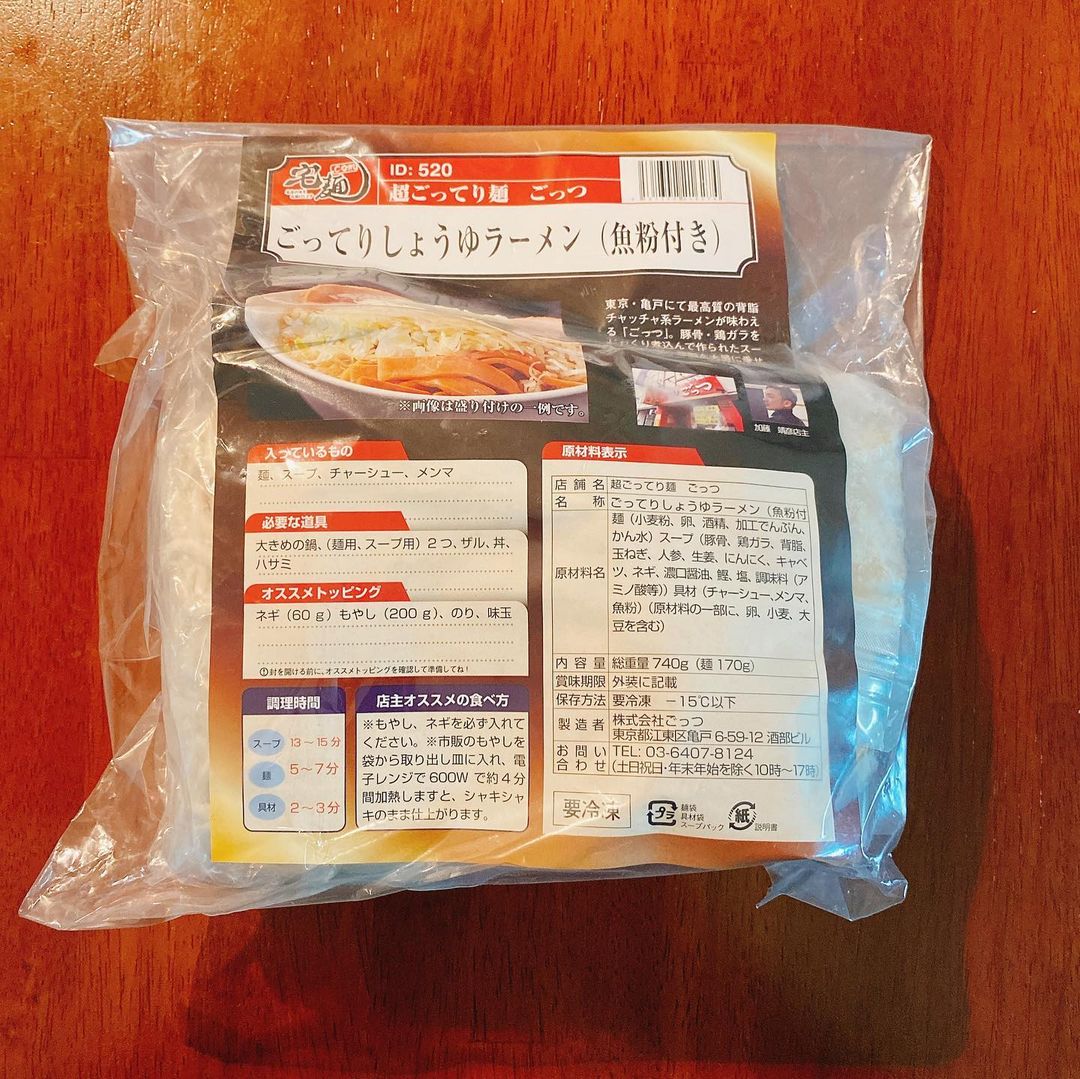 宅麺
.COM
ID: 520
超ごってり麺　ごっつ
ごってりしょうゆラーメン（魚粉付き）
東京・亀戸にて最高質の背脂
チャッチャ系ラーメンが味わえ
る「ごっつ」。豚骨・鶏ガラを
ごっつ
※画像は盛り付けの一例です。
加藤　靖彦店主
入っているもの
麺、スープ、チャーシュー、メンマ
必要な道具
大きめの鍋、（麺用、スープ用）２つ、ザル、丼、
ハサミ
オススメトッピング
ネギ（60ｇ）もやし（200ｇ）、のり、味玉
!封を開ける前に、オススメトッピングを確認して準備してね！
調理時間
スープ 13～15分
麺 5～7分
具材 2～3分
店主オススメの食べ方
※もやし、ネギを必ず入れて
ください。※市販のもやしを
袋から取り出し皿に入れ、電
子レンジで600Wで約４分
間加熱しますと、シャキシャ
キのまま仕上がります。
原材料表示
店舗名 超ごってり麺　ごっつ
名称 ごってりしょうゆラーメン（魚粉付
原材料名 麺（小麦粉、卵、酒精、加工でんぷん、
かん水）スープ（豚骨、鶏ガラ、背脂、
玉ねぎ、人参、生姜、にんにく、キャベ
ツ、ネギ、濃口醤油、鰹、塩、調味料（ア
ミノ酸等））具材（チャーシュー、メンマ、
魚粉）（原材料の一部に、卵、小麦、大
豆を含む）
内容量 総重量740g（麺170g）
賞味期限 外装に記載
保存方法 要冷凍　－15℃以下
製造者 株式会社ごっつ
東京都江東区亀戸6-59-12 酒部ビル
お問い合わせ TEL: 03-6407-8124
（土日祝日・年末年始を除く10時～17時）
要冷凍
プラ
麺袋
具材袋
スープパック
紙
説明書